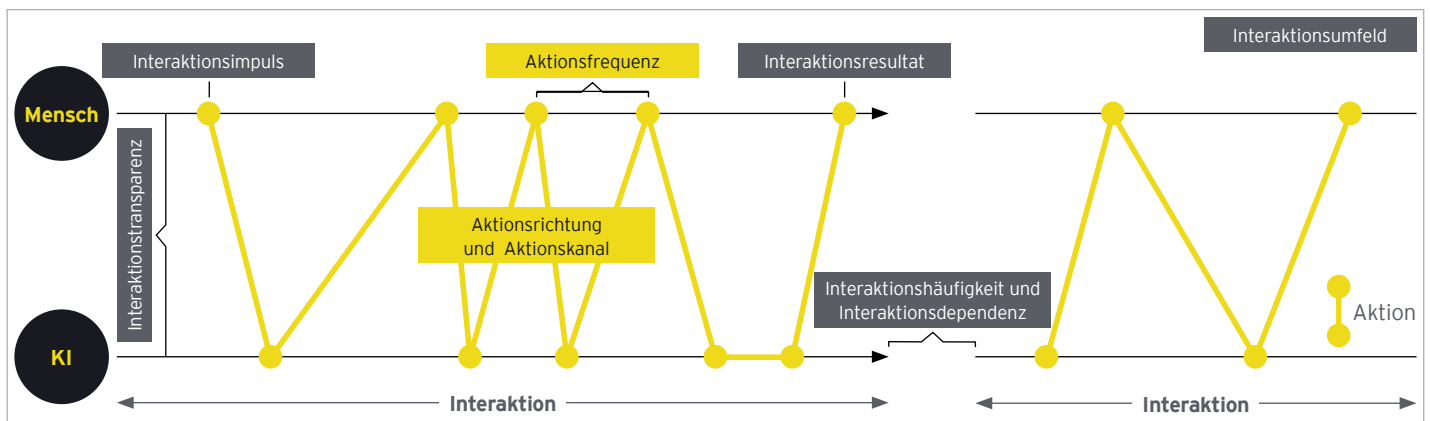 Interaktionsumfeld
Interaktionsimpuls
Aktionsfrequenz
Interaktionsresultat
Mensch
Interaktionstransparenz
Aktionsrichtung
und Aktionskanal
Interaktionshäufigkeit und
Interaktionsdependenz
Aktion
KI
Interaktion
Interaktion